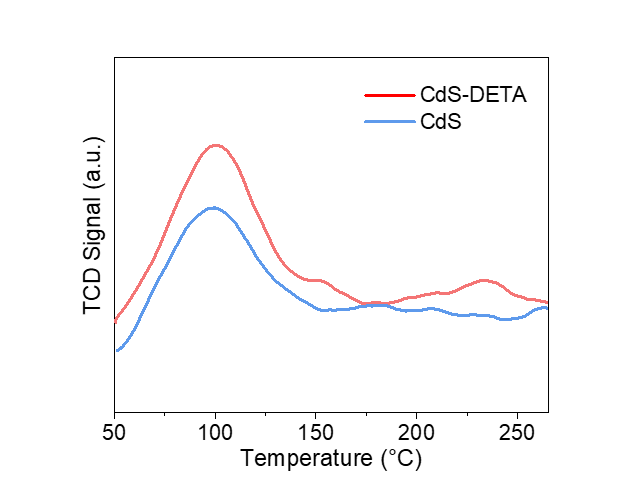 CdS-DETA
CdS
TCD Signal (a.u.)
50 100 150 200 250
Temperature (°C)